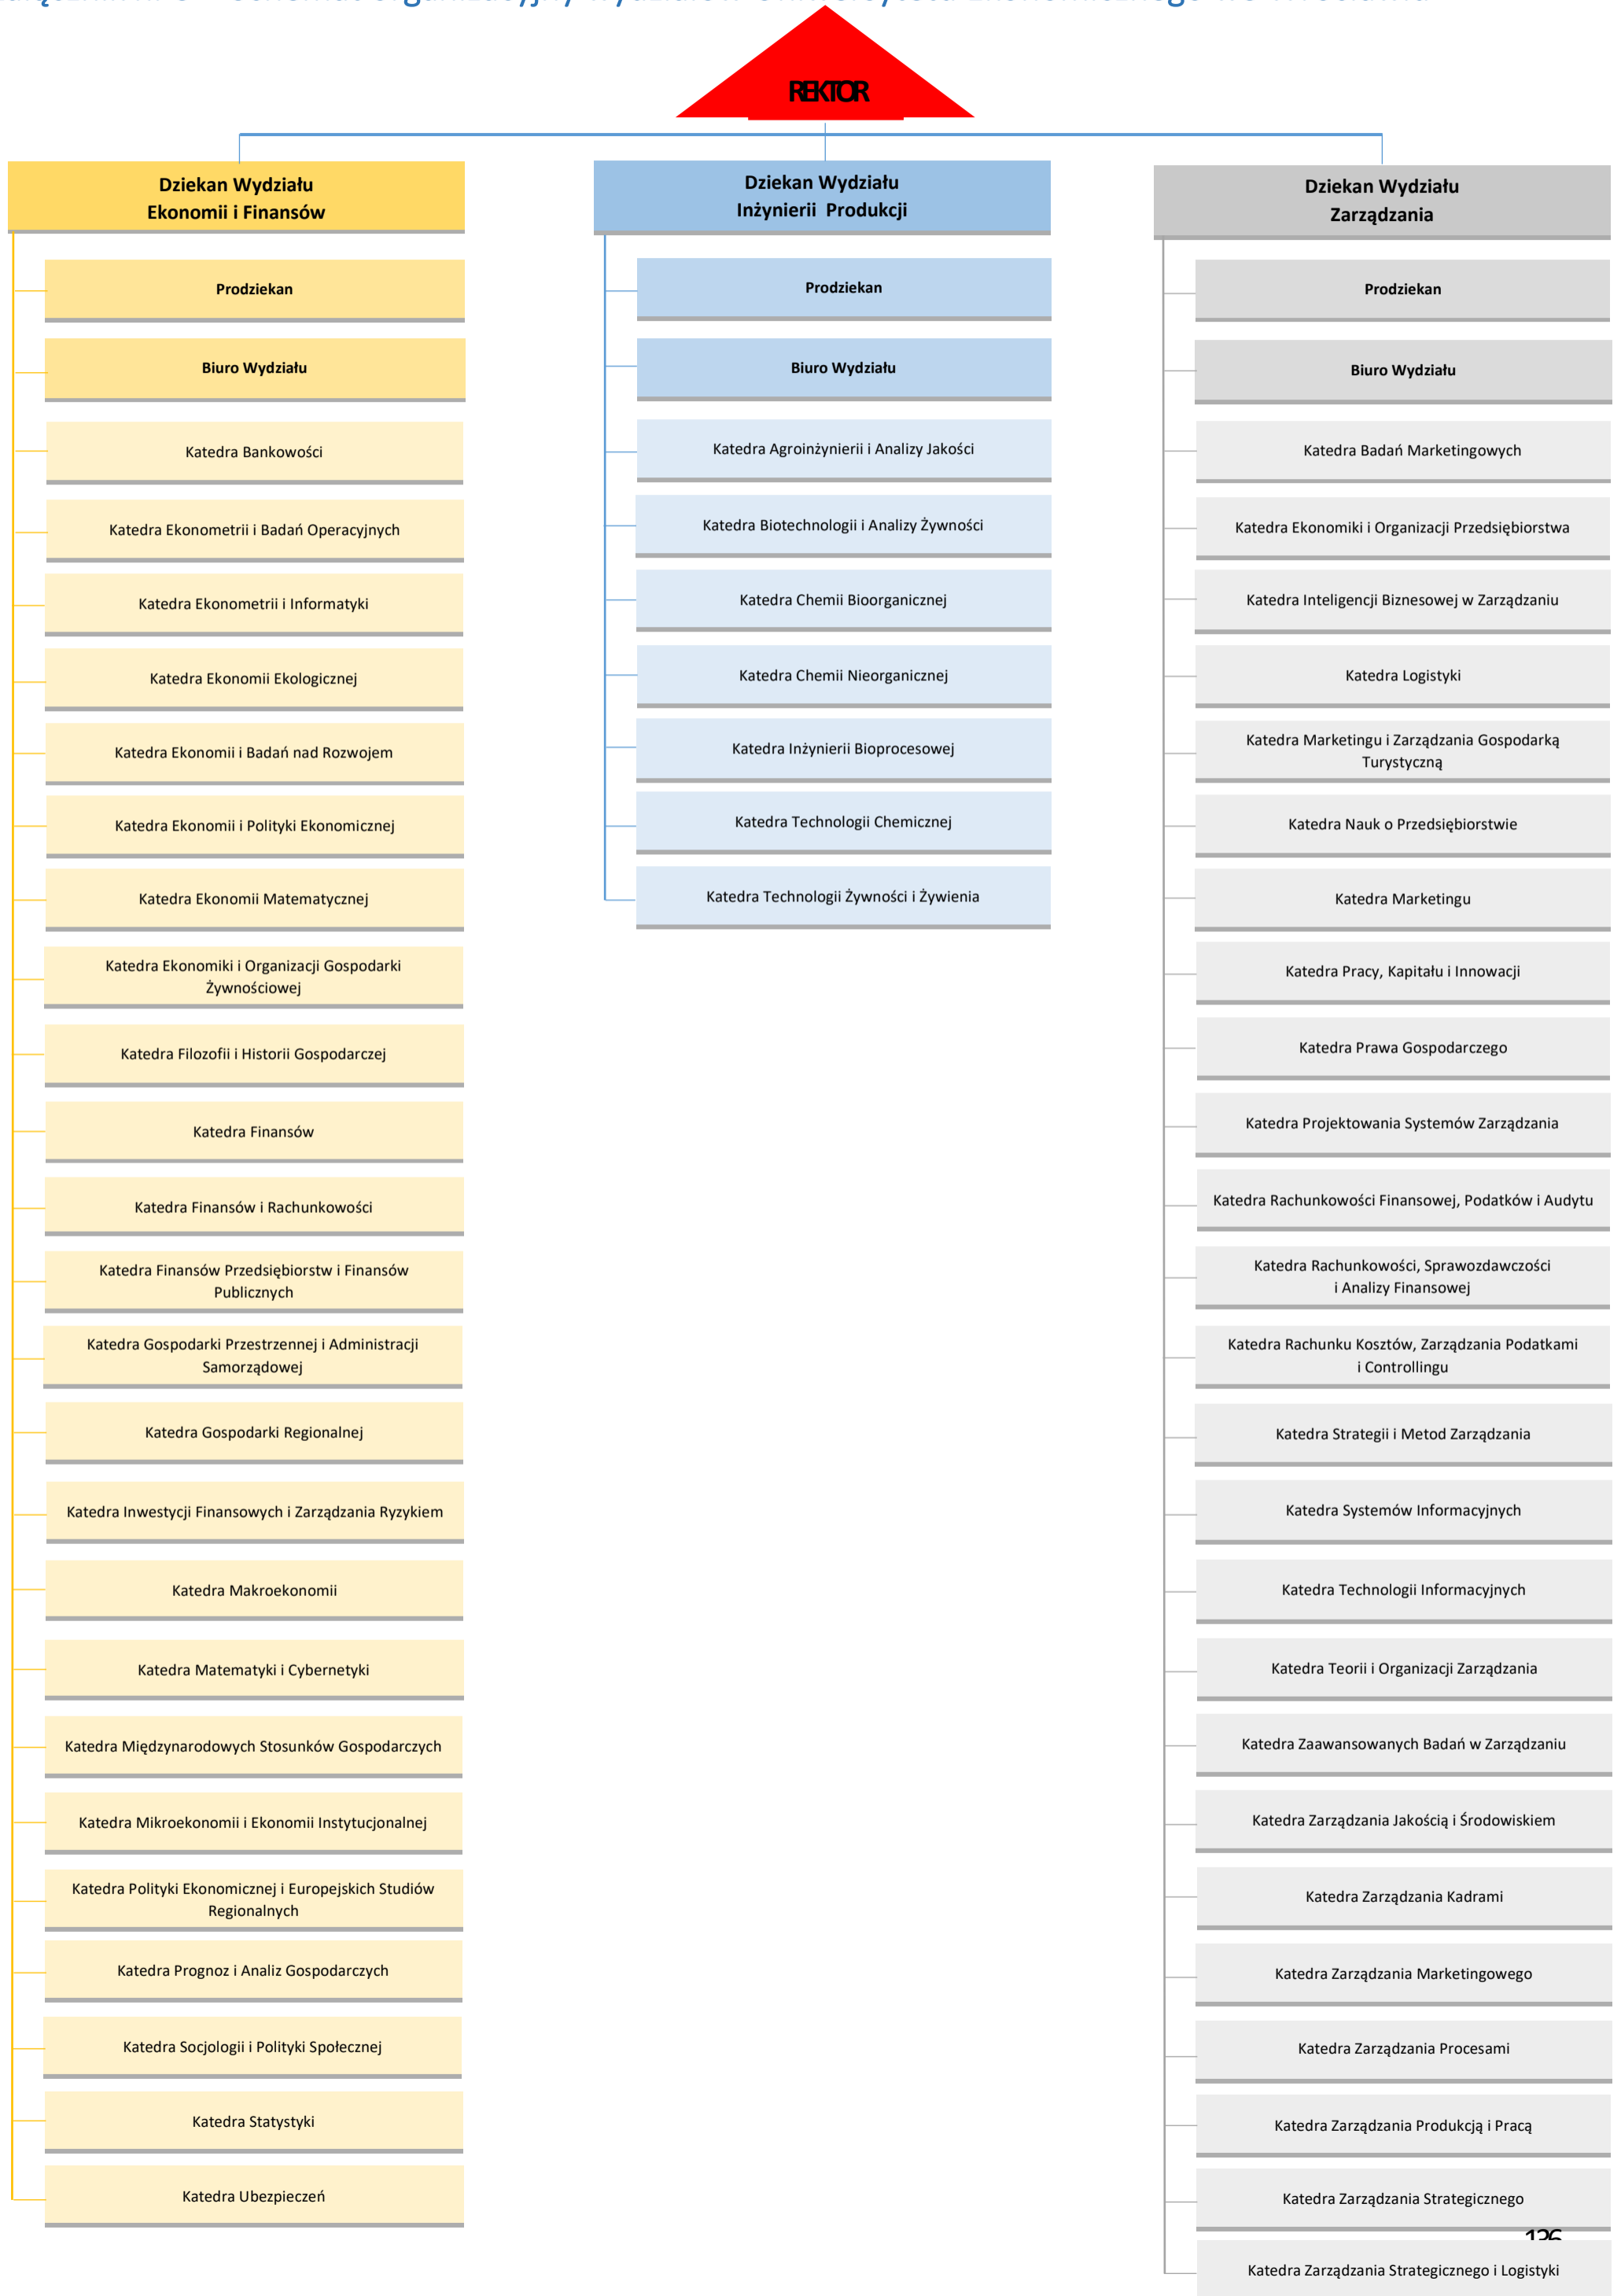 REKTOR
Dziekan Wydziału
Ekonomii i Finansów
Prodziekan
Biuro Wydziału
Katedra Bankowości
Katedra Ekonometrii i Badań Operacyjnych
Katedra Ekonometrii i Informatyki
Katedra Ekonomii Ekologicznej
Katedra Ekonomii i Badań nad Rozwojem
Katedra Ekonomii i Polityki Ekonomicznej
Katedra Ekonomii Matematycznej
Katedra Ekonomiki i Organizacji Gospodarki
Żywnościowej
Katedra Filozofii i Historii Gospodarczej
Katedra Finansów
Katedra Finansów i Rachunkowości
Katedra Finansów Przedsiębiorstw i Finansów
Publicznych
Katedra Gospodarki Przestrzennej i Administracji
Samorządowej
Katedra Gospodarki Regionalnej
Katedra Inwestycji Finansowych i Zarządzania Ryzykiem
Katedra Makroekonomii
Katedra Matematyki i Cybernetyki
Katedra Międzynarodowych Stosunków Gospodarczych
Katedra Mikroekonomii i Ekonomii Instytucjonalnej
Katedra Polityki Ekonomicznej i Europejskich Studiów
Regionalnych
Katedra Prognoz i Analiz Gospodarczych
Katedra Socjologii i Polityki Społecznej
Katedra Statystyki
Katedra Ubezpieczeń
Dziekan Wydziału
Inżynierii Produkcji
Prodziekan
Biuro Wydziału
Katedra Agroinżynierii i Analizy Jakości
Katedra Biotechnologii i Analizy Żywności
Katedra Chemii Bioorganicznej
Katedra Chemii Nieorganicznej
Katedra Inżynierii Bioprocesowej
Katedra Technologii Chemicznej
Katedra Technologii Żywności i Żywienia
Dziekan Wydziału
Zarządzania
Prodziekan
Biuro Wydziału
Katedra Badań Marketingowych
Katedra Ekonomiki i Organizacji Przedsiębiorstwa
Katedra Inteligencji Biznesowej w Zarządzaniu
Katedra Logistyki
Katedra Marketingu i Zarządzania Gospodarką
Turystyczną
Katedra Nauk o Przedsiębiorstwie
Katedra Marketingu
Katedra Pracy, Kapitału i Innowacji
Katedra Prawa Gospodarczego
Katedra Projektowania Systemów Zarządzania
Katedra Rachunkowości Finansowej, Podatków i Audytu
Katedra Rachunkowości, Sprawozdawczości
i Analizy Finansowej
Katedra Rachunku Kosztów, Zarządzania Podatkami
i Controllingu
Katedra Strategii i Metod Zarządzania
Katedra Systemów Informacyjnych
Katedra Technologii Informacyjnych
Katedra Teorii i Organizacji Zarządzania
Katedra Zaawansowanych Badań w Zarządzaniu
Katedra Zarządzania Jakością i Środowiskiem
Katedra Zarządzania Kadrami
Katedra Zarządzania Marketingowego
Katedra Zarządzania Procesami
Katedra Zarządzania Produkcją i Pracą
Katedra Zarządzania Strategicznego
Katedra Zarządzania Strategicznego i Logistyki